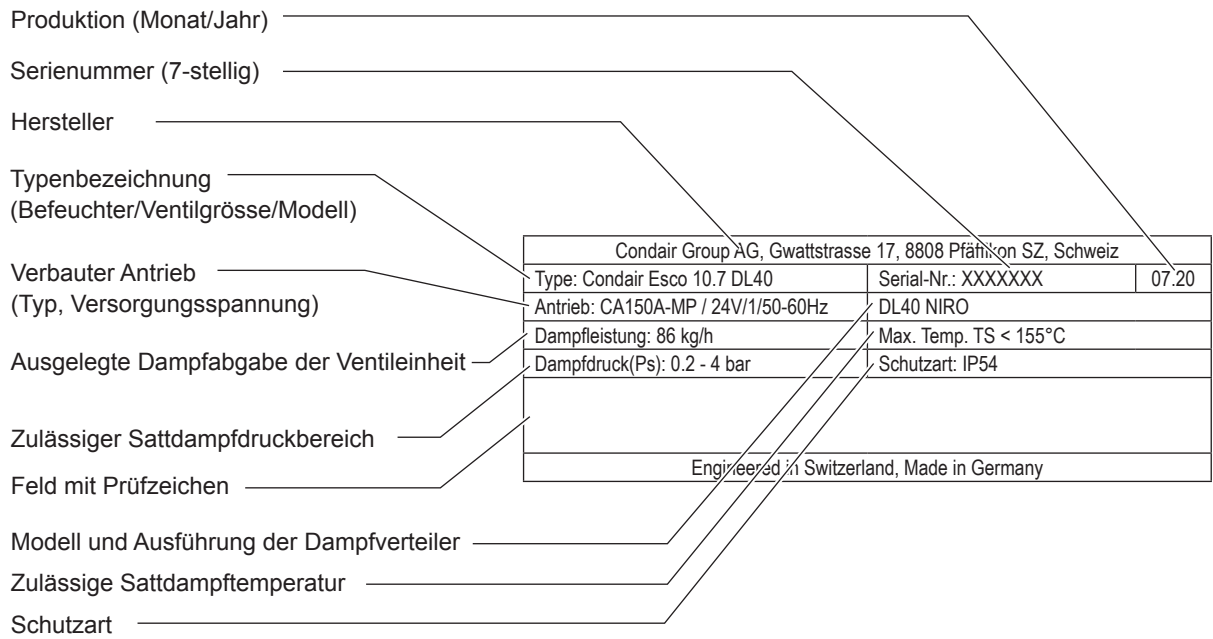 Produktion (Monat/Jahr)
Serienummer (7-stellig)
Hersteller
Typenbezeichnung
(Befeuchter/Ventilgrösse/Modell)
Verbauter Antrieb
(Typ, Versorgungsspannung)
Ausgelegte Dampfabgabe der Ventileinheit
Zulässiger Sattdampfdruckbereich
Feld mit Prüfzeichen
Modell und Ausführung der Dampfverteiler
Zulässige Sattdampftemperatur
Schutzart
Condair Group AG, Gwattstrasse 17, 8808 Pfäffikon SZ, Schweiz
Type: Condair Esco 10.7 DL40 Serial-Nr.: XXXXXXX 07.20
Antrieb: CA150A-MP / 24V/1/50-60Hz DL40 NIRO
Dampfleistung: 86 kg/h Max. Temp. TS < 155°C
Dampfdruck(Ps): 0.2 - 4 bar Schutzart: IP54
Engineered in Switzerland, Made in Germany